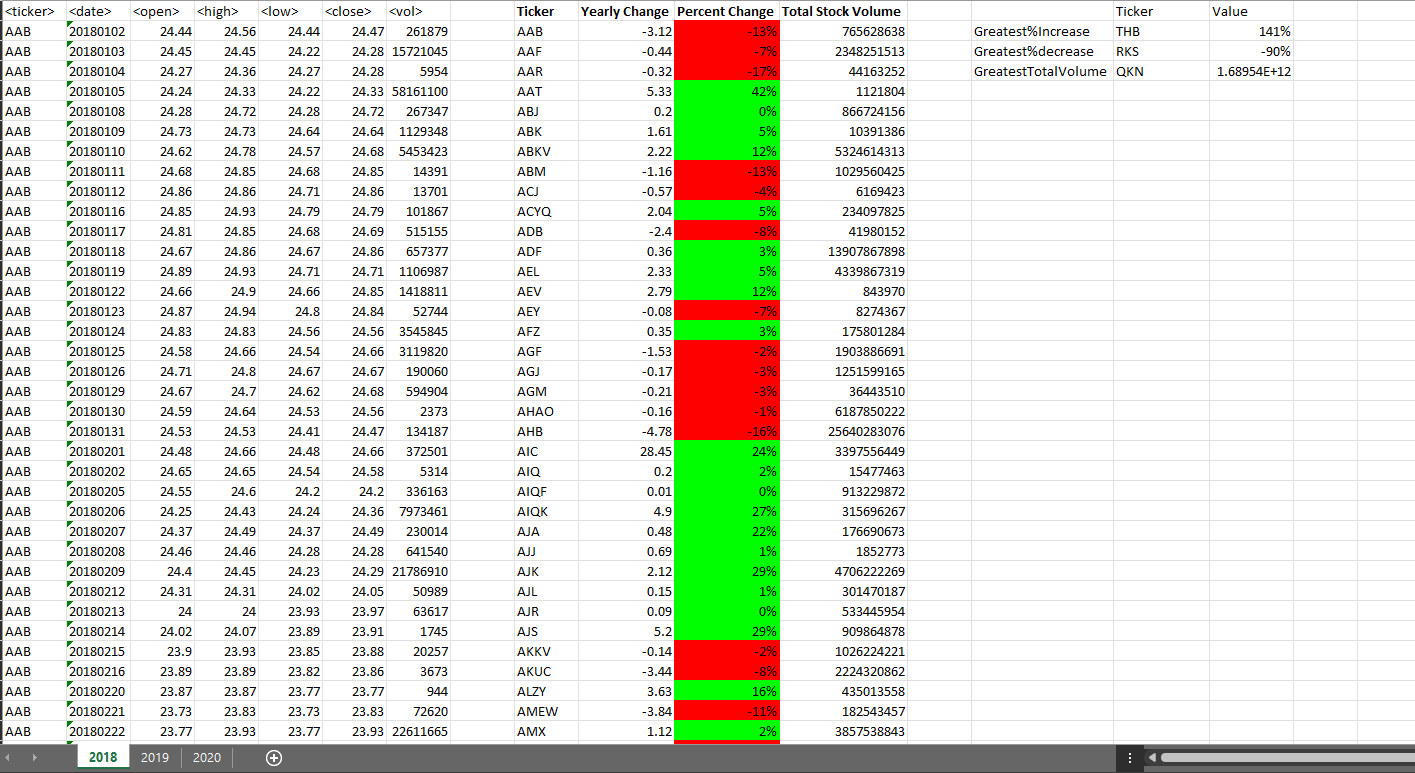 <ticker> <date> <open> <high> <low> <close> <vol> Ticker Yearly Change Percent Change Total Stock Volume Ticker Value
AAB 20180102 24.44 24.56 24.44 24.47 261879 AAB -3.12 -13% 765628638 Greatest%Increase THB 141%
AAB 20180103 24.45 24.45 24.22 24.28 15721045 AAF -0.44 -7% 2348251513 Greatest%decrease RKS -90%
AAB 20180104 24.27 24.36 24.27 24.28 5954 AAR -0.32 -17% 44163252 GreatestTotalVolume QKN 1.68954E+12
AAB 20180105 24.24 24.33 24.22 24.33 58161100 AAT 5.33 42% 1121804
AAB 20180108 24.28 24.72 24.28 24.72 267347 ABJ 0.2 0% 866724156
AAB 20180109 24.73 24.73 24.64 24.64 1129348 ABK 1.61 5% 10391386
AAB 20180110 24.62 24.78 24.57 24.68 5453423 ABKV 2.22 12% 5324614313
AAB 20180111 24.68 24.85 24.68 24.85 14391 ABM -1.16 -13% 1029560425
AAB 20180112 24.86 24.86 24.71 24.86 13701 ACJ -0.57 -4% 6169423
AAB 20180116 24.85 24.93 24.79 24.79 101867 ACYQ 2.04 5% 234097825
AAB 20180117 24.81 24.85 24.68 24.69 515155 ADB -2.4 -8% 41980152
AAB 20180118 24.67 24.86 24.67 24.86 657377 ADF 0.36 3% 13907867898
AAB 20180119 24.89 24.93 24.71 24.71 1106987 AEL 2.33 5% 4339867319
AAB 20180122 24.66 24.9 24.66 24.85 1418811 AEV 2.79 12% 843970
AAB 20180123 24.87 24.94 24.8 24.84 52744 AEY -0.08 -7% 8274367
AAB 20180124 24.83 24.83 24.56 24.56 3545845 AFZ 0.35 3% 175801284
AAB 20180125 24.58 24.66 24.54 24.66 3119820 AGF -1.53 -2% 1903886691
AAB 20180126 24.71 24.8 24.67 24.67 190060 AGJ -0.17 -3% 1251599165
AAB 20180129 24.67 24.7 24.62 24.68 594904 AGM -0.21 -3% 36443510
AAB 20180130 24.59 24.64 24.53 24.56 2373 AHAO -0.16 -1% 6187850222
AAB 20180131 24.53 24.53 24.41 24.47 134187 AHB -4.78 -16% 25640283076
AAB 20180201 24.48 24.66 24.48 24.66 372501 AIC 28.45 24% 3397556449
AAB 20180202 24.65 24.65 24.54 24.58 5314 AIQ 0.2 2% 15477463
AAB 20180205 24.55 24.6 24.2 24.2 336163 AIQF 0.01 0% 913229872
AAB 20180206 24.25 24.43 24.24 24.36 7973461 AIQK 4.9 27% 315696267
AAB 20180207 24.37 24.49 24.37 24.49 230014 AJA 0.48 22% 176690673
AAB 20180208 24.46 24.46 24.28 24.28 641540 AJJ 0.69 1% 1852773
AAB 20180209 24.4 24.45 24.23 24.29 21786910 AJK 2.12 29% 4706222269
AAB 20180212 24.31 24.31 24.02 24.05 50989 AJL 0.15 1% 301470187
AAB 20180213 24 24 23.93 23.97 63617 AJR 0.09 0% 533445954
AAB 20180214 24.02 24.07 23.89 23.91 1745 AJS 5.2 29% 909864878
AAB 20180215 23.9 23.93 23.85 23.88 20257 AKKV -0.14 -2% 1026224221
AAB 20180216 23.89 23.89 23.82 23.86 3673 AKUC -3.44 -8% 2224320862
AAB 20180220 23.87 23.87 23.77 23.77 944 ALZY 3.63 16% 435013558
AAB 20180221 23.73 23.83 23.73 23.83 72620 AMEW -3.84 -11% 182543457
AAB 20180222 23.77 23.93 23.77 23.93 22611665 AMX 1.12 2% 3857538843
2018 2019 2020